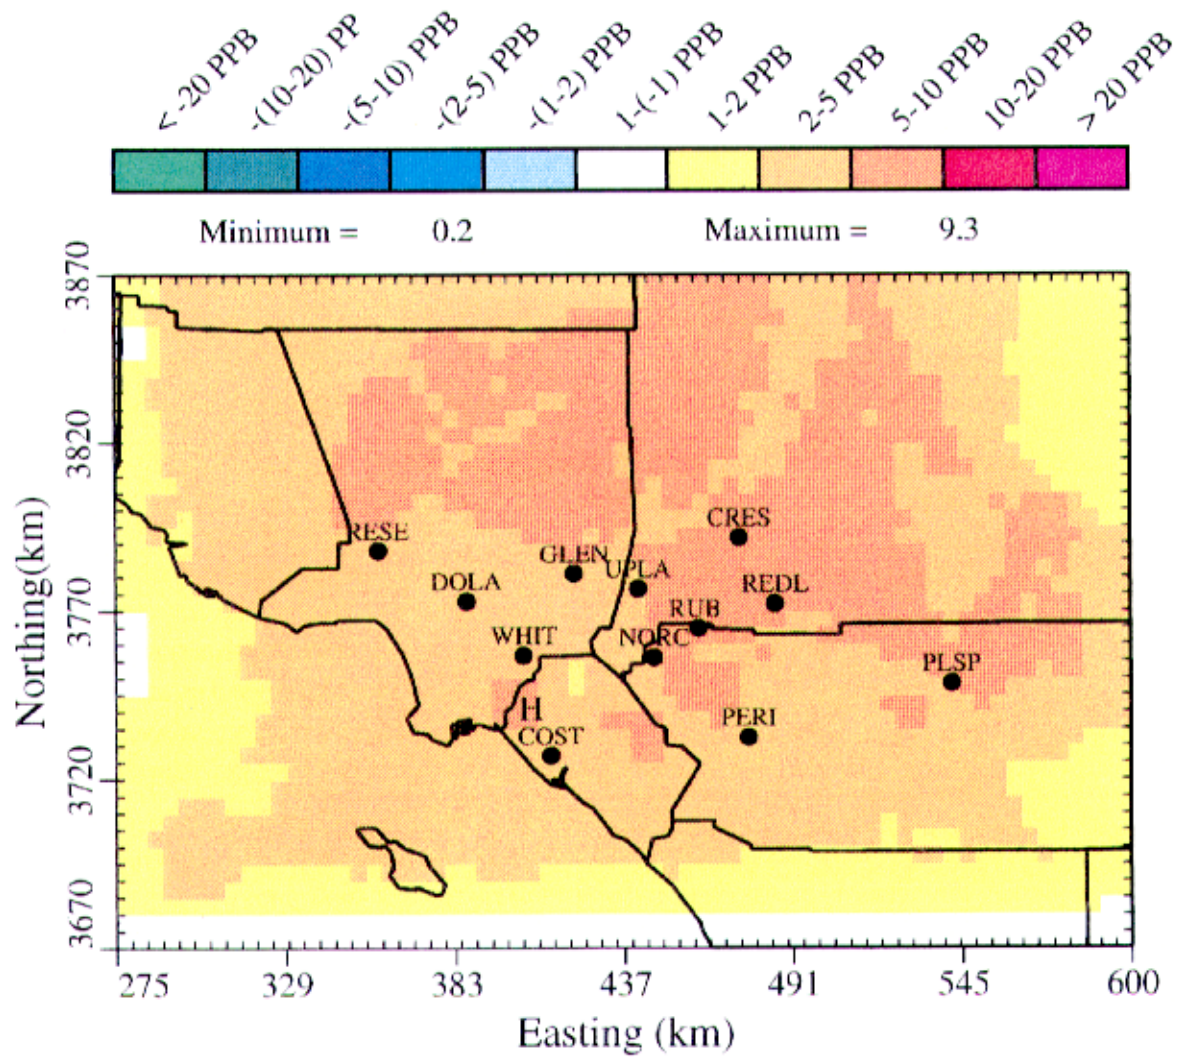 < -20 PPB
-(10-20) PP
-(5-10) PPB
-(2-5) PPB
-(1-2) PPB
1-(-1) PPB
1-2 PPB
2-5 PPB
5-10 PPB
10-20 PPB
> 20 PPB
Minimum = 0.2 Maximum = 9.3
3870
3820
3770
3720
3670
Northing(km)
CRES
RESE
GLEN
UPLA
DOLA
REDL
RUB
WHIT
NORC
PLSP
H
PERI
COST
275 329 383 437 491 545 600
Easting (km)